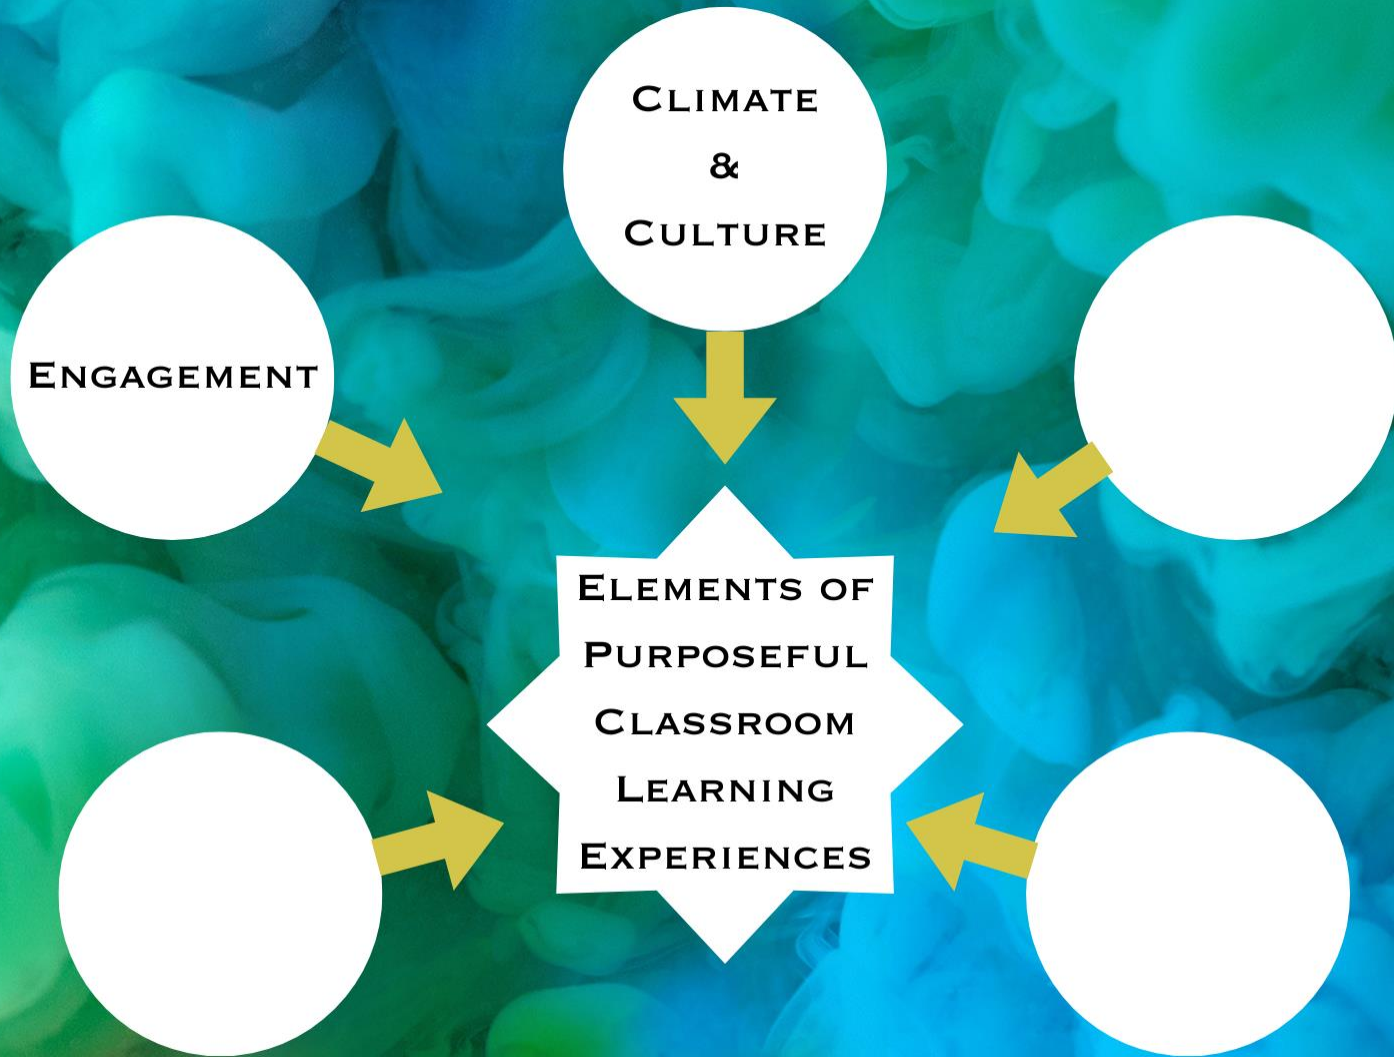 Climate
&
Culture
Engagement
Elements of
Purposeful
Classroom
Learning
Experiences